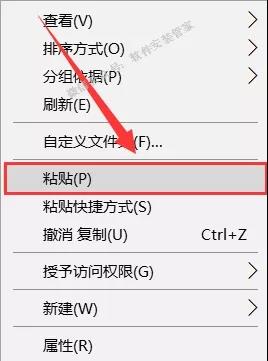 查看(V)
排序方式(O)
分组依据(P)
刷新(E)
自定义文件夹(F)...
粘贴(P)
粘贴快捷方式(S)
撤消 复制(U) Ctrl+Z
授予访问权限(G)
新建(W)
属性(R)
软件安装管家